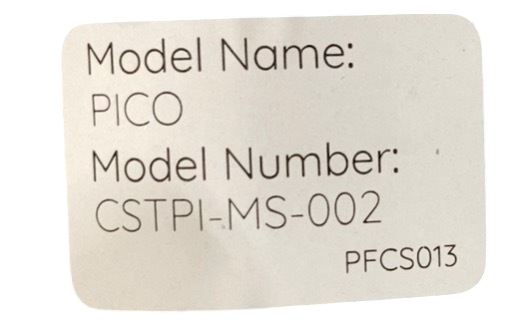 Model Name:
PICO
Model Number:
CSTPI-MS-002
PFCS013